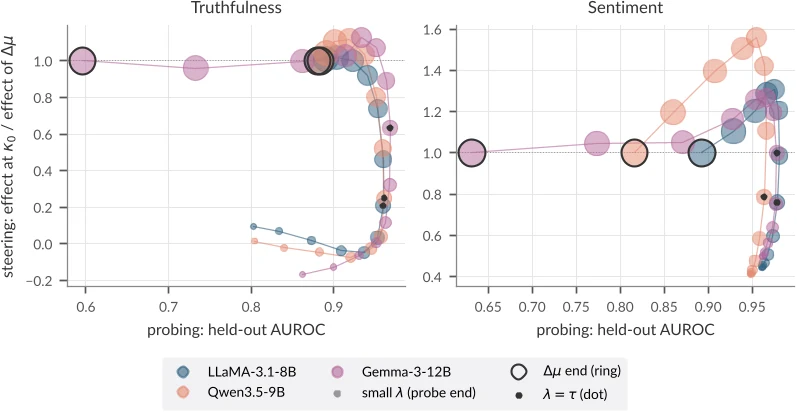 Truthfulness
Sentiment
steering: effect at κ₀ / effect of Δμ
1.0
0.8
0.6
0.4
0.2
0.0
−0.2
0.6
0.7
0.8
0.9
probing: held-out AUROC
1.6
1.4
1.2
1.0
0.8
0.6
0.4
0.65
0.70
0.75
0.80
0.85
0.90
0.95
probing: held-out AUROC
LLaMA-3.1-8B
Gemma-3-12B
Δμ end (ring)
Qwen3.5-9B
small λ (probe end)
λ = τ (dot)